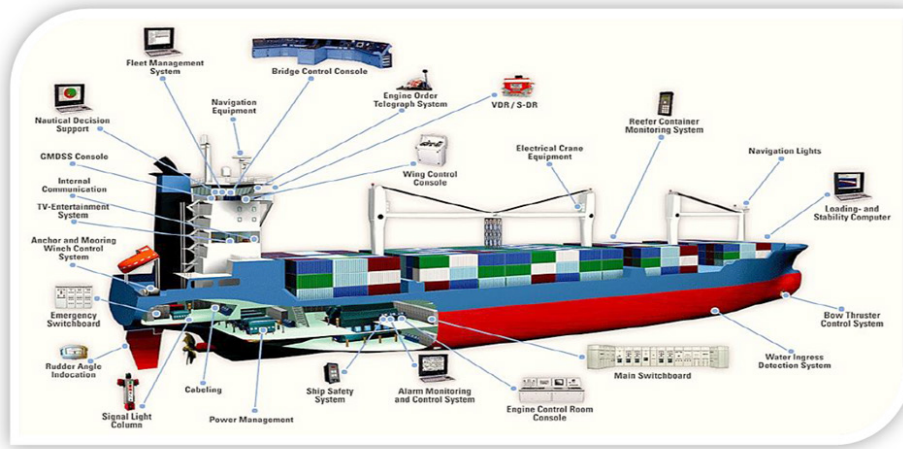 Fleet Management
System
Bridge Control Console
Nautical Decision
Support
Navigation
Equipment
Engine Order
Telegraph System
VDR / S-DR
Reefer Container
Monitoring System
GMDSS Console
Internal
Communication
TV-Entertainment
System
Wing Control
Console
Electrical Crane
Equipment
Navigation Lights
Loading- and
Stability Computer
Anchor and Mooring
Winch Control
System
Emergency
Switchboard
Rudder Angle
Indocation
Signal Light
Column
Cabeling
Power Management
Ship Safety
System
Alarm Monitoring
and Control System
Engine Control Room
Console
Main Switchboard
Water Ingress
Detection System
Bow Thruster
Control System